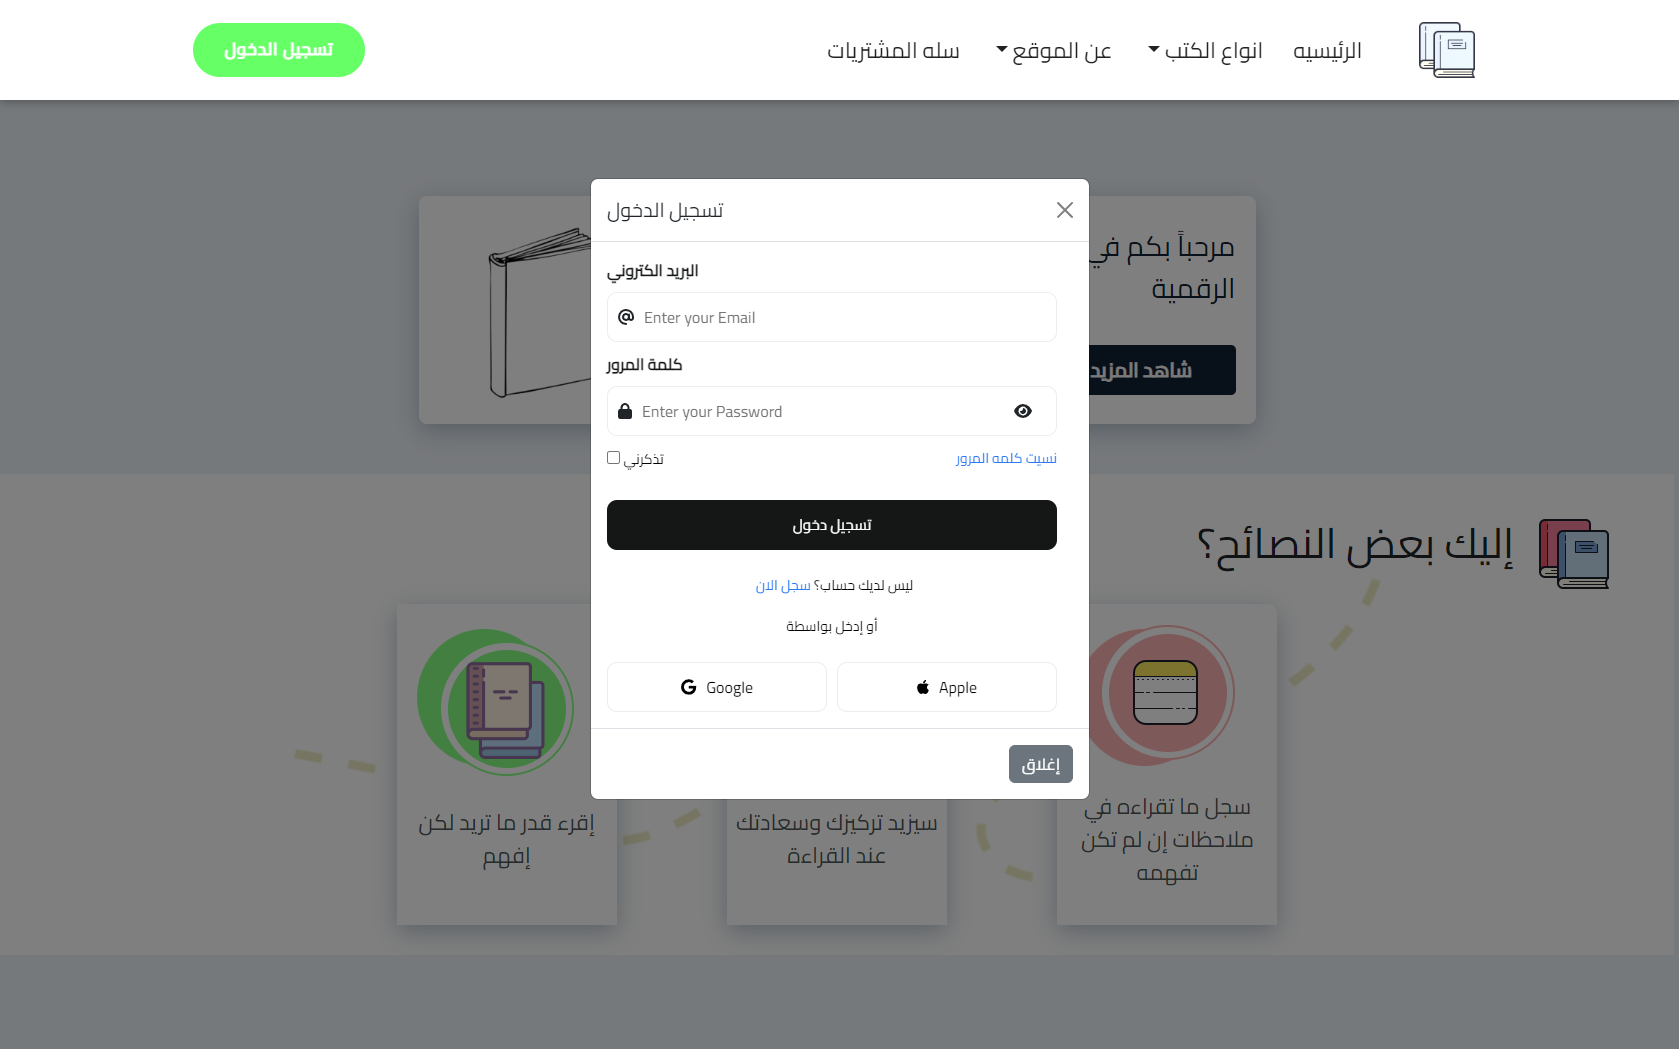 الرئيسيه
انواع الكتب
عن الموقع
سله المشتريات
تسجيل الدخول
مرحباً بكم في
الرقمية
شاهد المزيد
تسجيل الدخول
البريد الكتروني
Enter your Email
كلمة المرور
Enter your Password
تذكرني
نسيت كلمه المرور
تسجيل دخول
ليس لديك حساب؟ سجل الان
أو إدخل بواسطة
Google
Apple
إغلاق
إليك بعض النصائح؟
سجل ما تقراءه في
ملاحظات إن لم تكن
تفهمه
سيزيد تركيزك وسعادتك
عند القراءة
إقرء قدر ما تريد لكن
إفهم